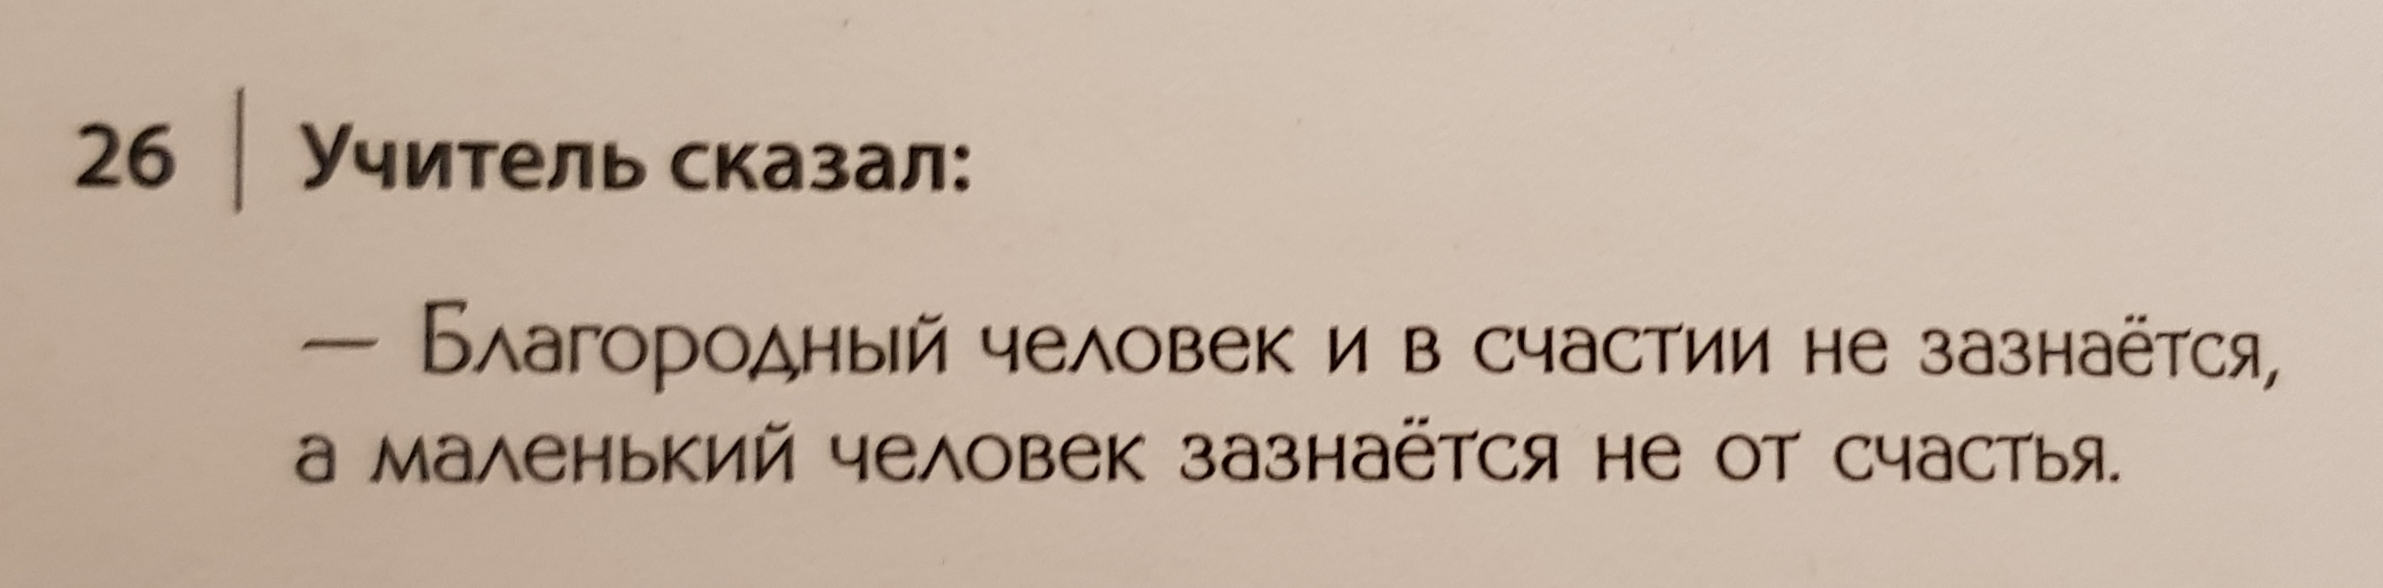 26 | Учитель сказал:
— Благородный человек и в счастии не зазнаётся,
а маленький человек зазнаётся не от счастья.